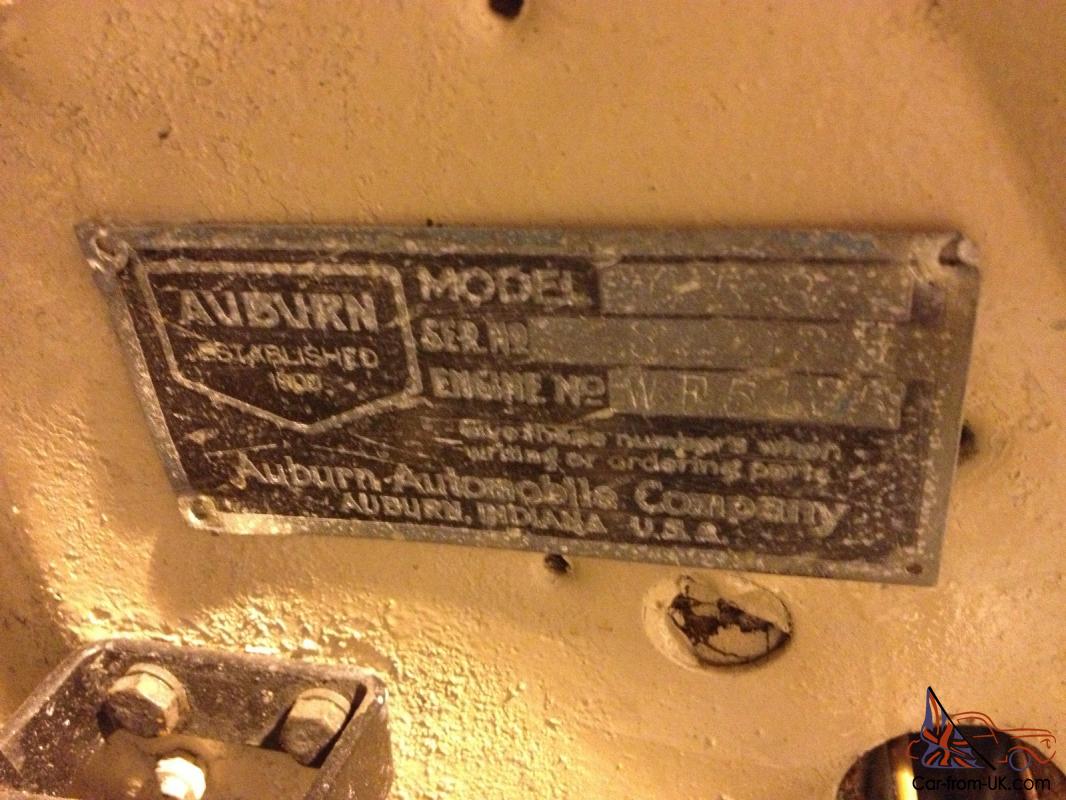 AUBURN
ESTABLISHED
1900
MODEL
SER. NO
ENGINE NO
Give these numbers when
writing or ordering parts
Auburn Automobile Company
AUBURN, INDIANA U.S.A.
Car-from-UK.com